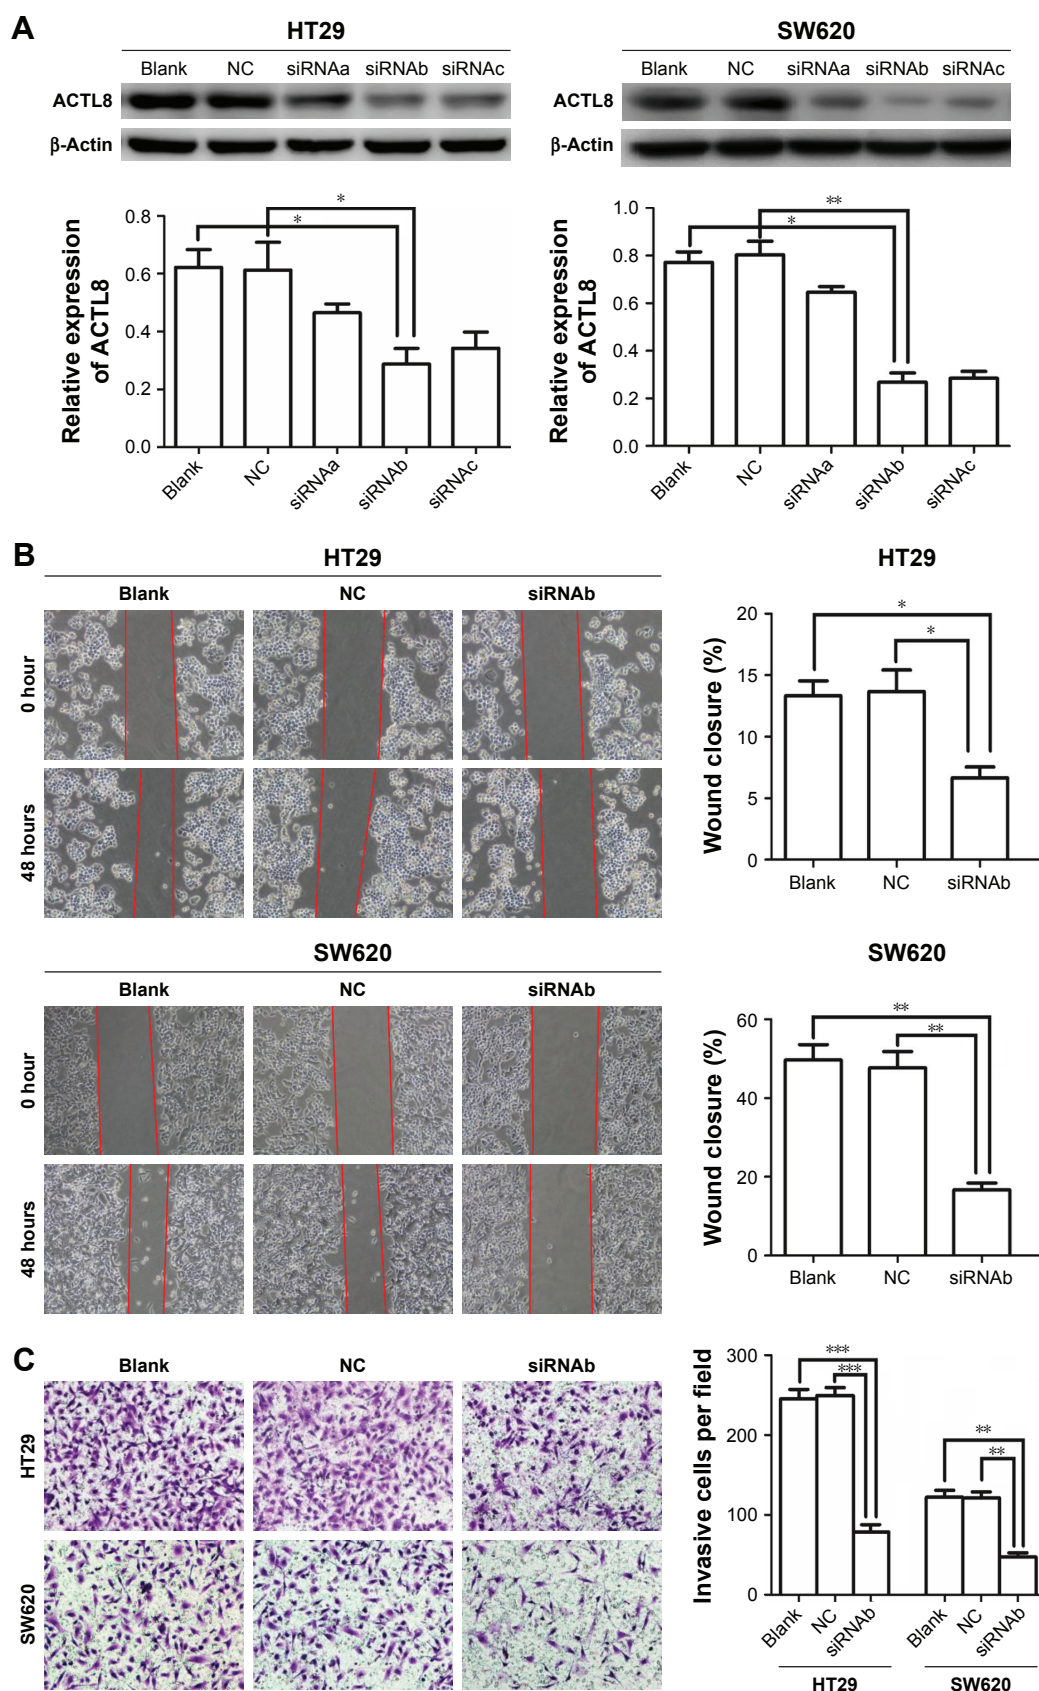 A
HT29
Blank NC siRNAa siRNAb siRNAc
ACTL8
β-Actin
Relative expression
of ACTL8
0.8
0.6
0.4
0.2
0.0
*
*
Blank NC siRNAa siRNAb siRNAc
SW620
Blank NC siRNAa siRNAb siRNAc
ACTL8
β-Actin
Relative expression
of ACTL8
1.0
0.8
0.6
0.4
0.2
0.0
**
*
Blank NC siRNAa siRNAb siRNAc
B
HT29
Blank NC siRNAb
0 hour
48 hours
HT29
Wound closure (%)
20
15
10
5
0
*
*
Blank NC siRNAb
SW620
Blank NC siRNAb
0 hour
48 hours
SW620
Wound closure (%)
60
40
20
0
**
**
Blank NC siRNAb
C
Blank NC siRNAb
HT29
SW620
Invasive cells per field
300
200
100
0
***
***
**
**
Blank NC siRNAb Blank NC siRNAb
HT29 SW620